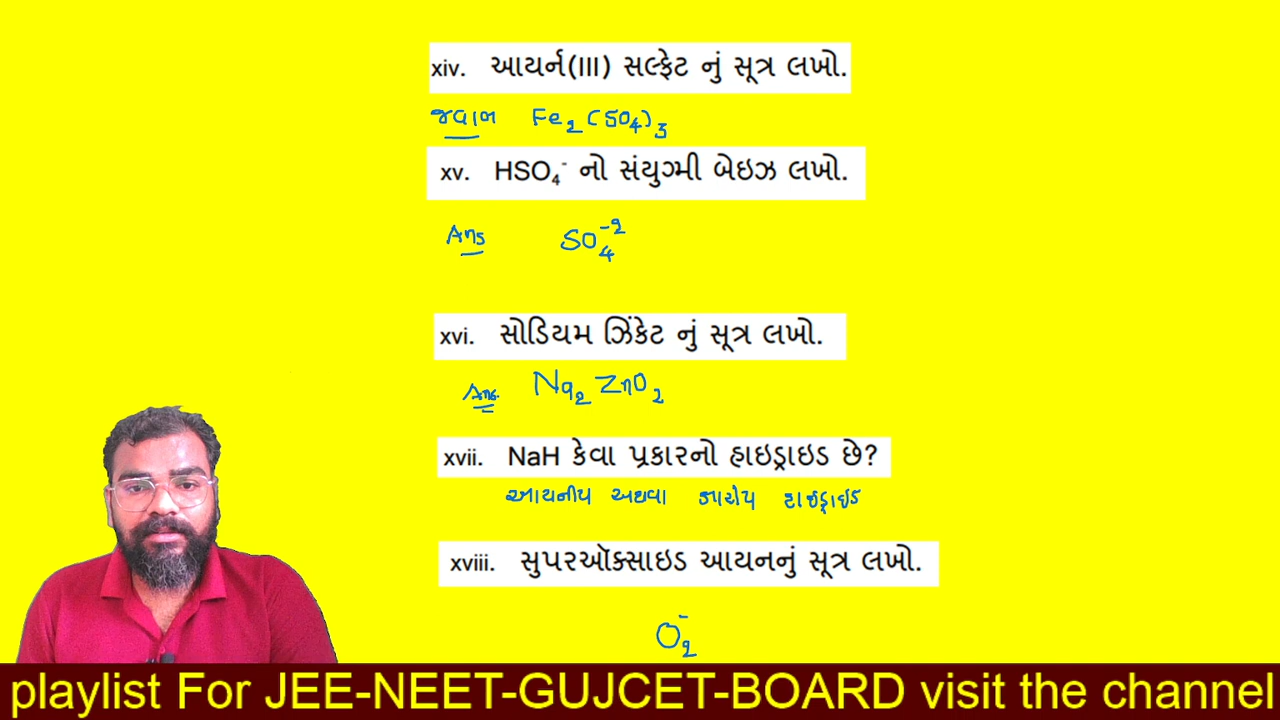 xiv. આયર્ન(III) સલ્ફેટ નું સૂત્ર લખો.
જવાબ Fe₂(SO₄)₃
xv. HSO₄⁻ નો સંયુગ્મી બેઇઝ લખો.
Ans SO₄⁻²
xvi. સોડિયમ ઝિંકેટ નું સૂત્ર લખો.
Ans. Na₂ZnO₂
xvii. NaH કેવા પ્રકારનો હાઇડ્રાઇડ છે?
આયનીય અથવા ક્ષારીય હાઈડ્રાઈડ
xviii. સુપરઑક્સાઇડ આયનનું સૂત્ર લખો.
O₂⁻
playlist For JEE-NEET-GUJCET-BOARD visit the channel